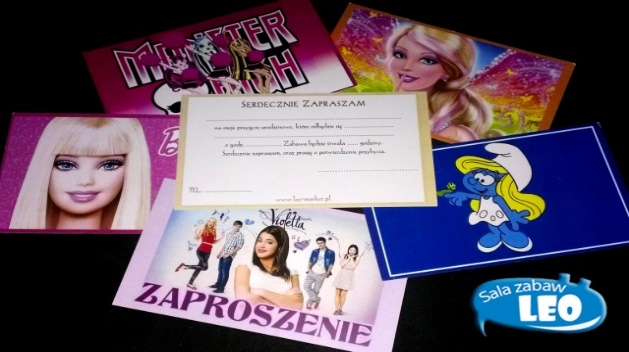 MONSTER
HIGH
B
SERDECZNIE ZAPRASZAM
na moje przyjęcie urodzinowe, które odbędzie się
o godz. Zabawa będzie trwała godziny.
Serdecznie zapraszam, oraz proszę o potwierdzenie przybycia.
TEL.
www.leo-market.pl
Violetta
ZAPROSZENIE
Sala zabaw
LEO